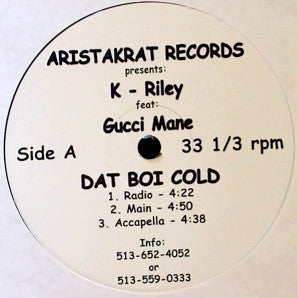 ARISTAKRAT RECORDS
presents:
K - Riley
feat:
Gucci Mane
Side A 33 1/3 rpm
DAT BOI COLD
1. Radio - 4:22
2. Main - 4:50
3. Accapella - 4:38
Info:
513-652-4052
or
513-559-0333